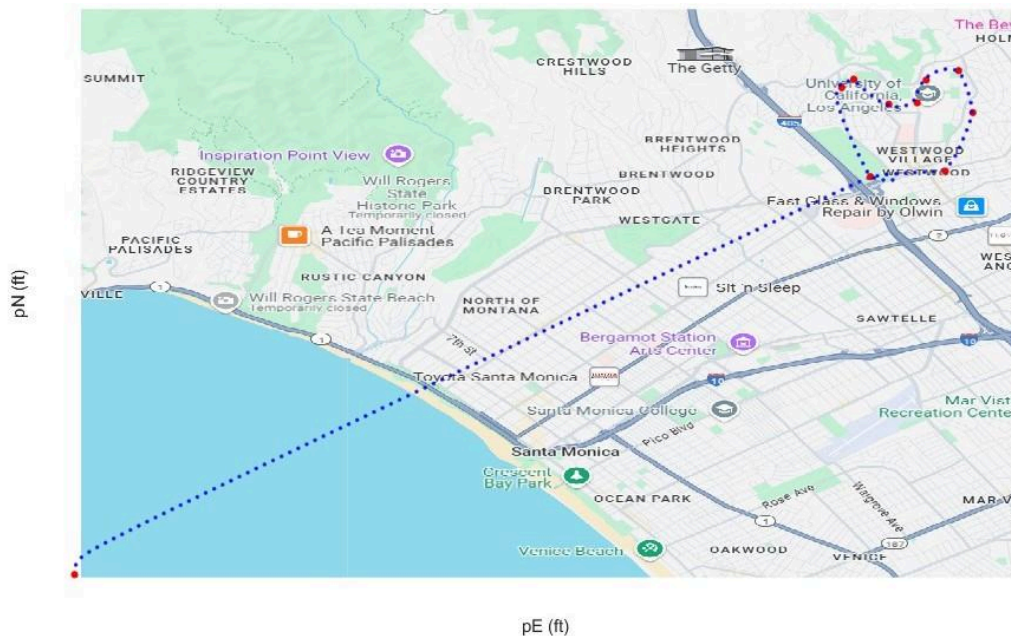 The Bev
HOLM
SUMMIT
CRESTWOOD
HILLS
The Getty
University of
California,
Los Angeles
405
BRENTWOOD
HEIGHTS
WESTWOOD
VILLAGE
WESTWOOD
Inspiration Point View
RIDGEVIEW
COUNTRY
ESTATES
Will Rogers
State
Historic Park
Temporarily closed
BRENTWOOD
BRENTWOOD
PARK
Fast Glass & Windows
Repair by Olwin
WESTGATE
A Tea Moment
Pacific Palisades
PACIFIC
PALISADES
2
WES
AN
RUSTIC CANYON
VILLE
1
Will Rogers State Beach
Temporarily closed
NORTH OF
MONTANA
Sit 'n Sleep
SAWTELLE
1
7th St
Bergamot Station
Arts Center
10
Toyota Santa Monica
10
Santa Monica College
Mar Vista
Recreation Cente
Pico Blvd
Santa Monica
Crescent
Bay Park
OCEAN PARK
Rose Ave
Walgrove Ave
MAR V
1
Venice Beach
OAKWOOD
VENICE
187
pN (ft)
pE (ft)